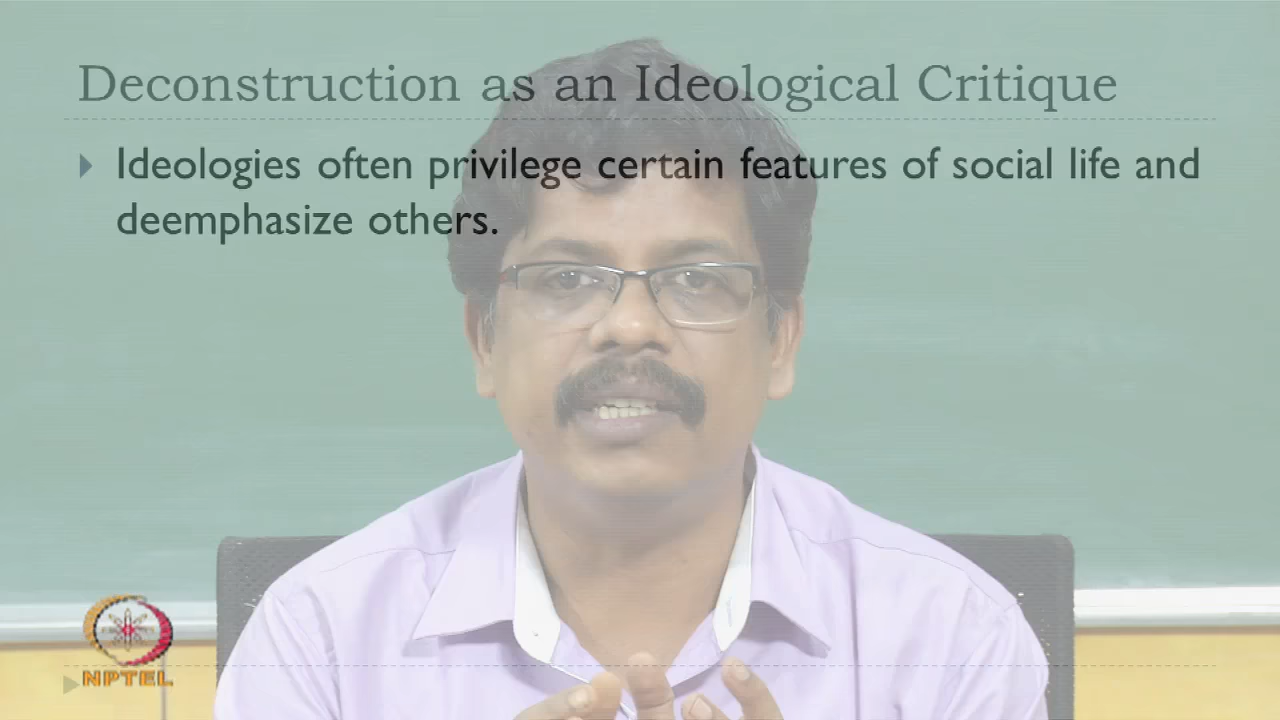 Deconstruction as an Ideological Critique
Ideologies often privilege certain features of social life and
deemphasize others.
NPTEL